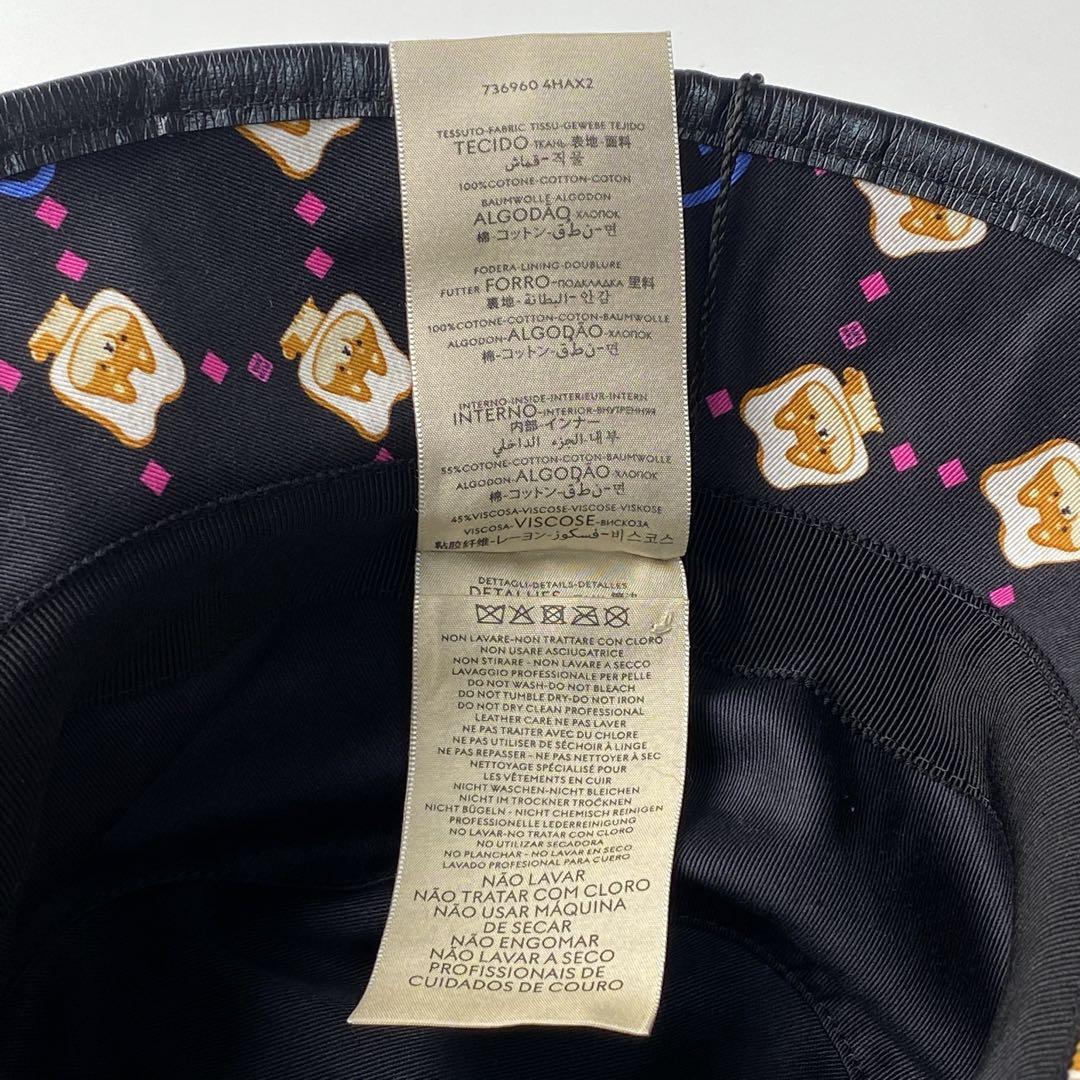 736960 4HAX2
TESSUTO-FABRIC TISSU-GEWEBE TEJIDO
TECIDO ТКАНЬ 表地 - 面料
قماش - 직물
100%COTONE-COTTON-COTON
BAUMWOLLE ALGODON
ALGODÃO ХЛОПОК
棉-コットン-ن طق-면
FODERA-LINING-DOUBLURE
FUTTER FORRO-ПОДКЛАДКА 里料
裏地 - البطانة - 안감
100%COTONE-COTTON-COTON-BAUMWOLLE
ALGODON-ALGODÃO-ХЛОПОК
棉-コットン-ن طق-면
INTERNO-INSIDE-INTERIEUR-INTERN
INTERNO-INTERIOR-ВНУТРЕННЯЯ
内部-インナー
내부-الجزء الداخلي
55%COTONE-COTTON-COTON-BAUMWOLLE
ALGODON-ALGODÃO-ХЛОПОК
棉-コットン-ن طق-면
45%VISCOSA-VISCOSE-VISCOSE-VISKOSE
VISCOSA-VISCOSE-ВИСКОЗА
粘胶纤维-レーヨン-فسكوز-비스코스
DETTAGLI-DETAILS-DETALLES
DETALHES
NON LAVARE-NON TRATTARE CON CLORO
NON USARE ASCIUGATRICE
NON STIRARE - NON LAVARE A SECCO
LAVAGGIO PROFESSIONALE PER PELLE
DO NOT WASH-DO NOT BLEACH
DO NOT TUMBLE DRY-DO NOT IRON
DO NOT DRY CLEAN PROFESSIONAL
LEATHER CARE NE PAS LAVER
NE PAS TRAITER AVEC DU CHLORE
NE PAS UTILISER DE SÉCHOIR À LINGE
NE PAS REPASSER - NE PAS NETTOYER À SEC
NETTOYAGE SPÉCIALISÉ POUR
LES VÊTEMENTS EN CUIR
NICHT WASCHEN-NICHT BLEICHEN
NICHT IM TROCKNER TROCKNEN
NICHT BÜGELN - NICHT CHEMISCH REINIGEN
PROFESSIONELLE LEDERREINIGUNG
NO LAVAR-NO TRATAR CON CLORO
NO UTILIZAR SECADORA
NO PLANCHAR - NO LAVAR EN SECO
LAVADO PROFESIONAL PARA CUERO
NÃO LAVAR
NÃO TRATAR COM CLORO
NÃO USAR MÁQUINA
DE SECAR
NÃO ENGOMAR
NÃO LAVAR A SECO
PROFISSIONAIS DE
CUIDADOS DE COURO